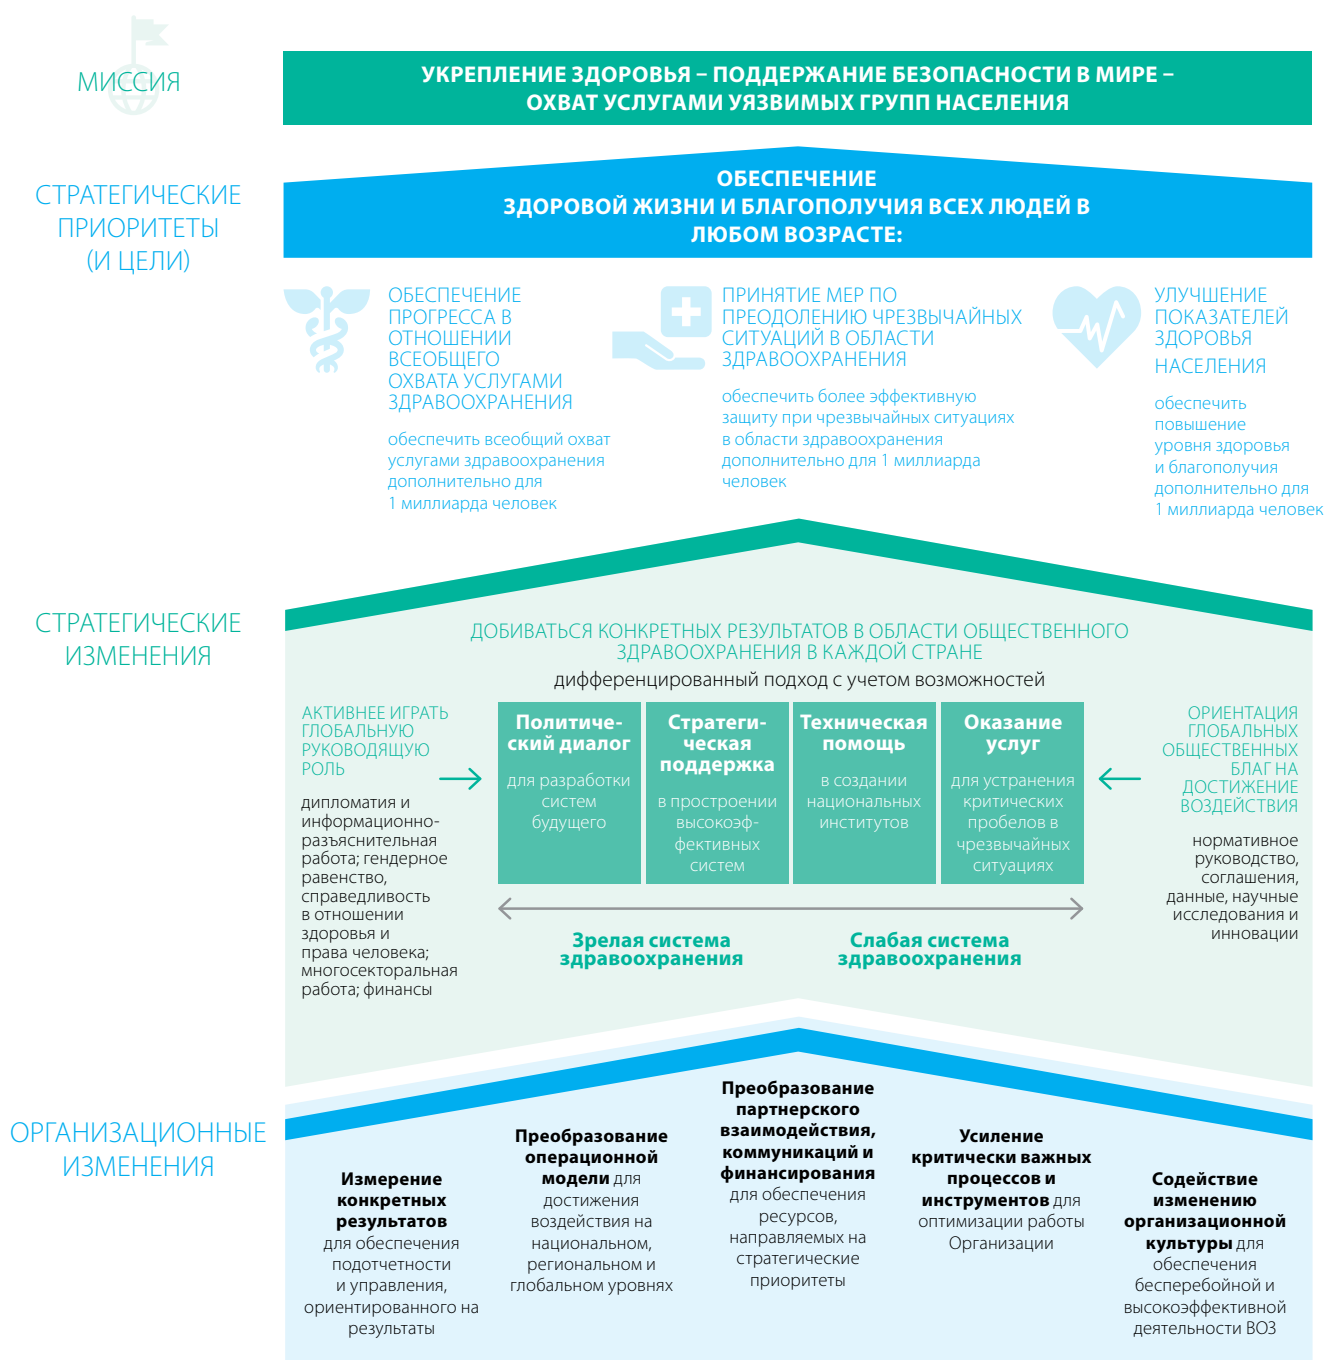 МИССИЯ
УКРЕПЛЕНИЕ ЗДОРОВЬЯ – ПОДДЕРЖАНИЕ БЕЗОПАСНОСТИ В МИРЕ –
ОХВАТ УСЛУГАМИ УЯЗВИМЫХ ГРУПП НАСЕЛЕНИЯ
СТРАТЕГИЧЕСКИЕ
ПРИОРИТЕТЫ
(И ЦЕЛИ)
ОБЕСПЕЧЕНИЕ
ЗДОРОВОЙ ЖИЗНИ И БЛАГОПОЛУЧИЯ ВСЕХ ЛЮДЕЙ В
ЛЮБОМ ВОЗРАСТЕ:
ОБЕСПЕЧЕНИЕ
ПРОГРЕССА В
ОТНОШЕНИИ
ВСЕОБЩЕГО
ОХВАТА УСЛУГАМИ
ЗДРАВООХРАНЕНИЯ
обеспечить всеобщий охват
услугами здравоохранения
дополнительно для
1 миллиарда человек
ПРИНЯТИЕ МЕР ПО
ПРЕОДОЛЕНИЮ ЧРЕЗВЫЧАЙНЫХ
СИТУАЦИЙ В ОБЛАСТИ
ЗДРАВООХРАНЕНИЯ
обеспечить более эффективную
защиту при чрезвычайных ситуациях
в области здравоохранения
дополнительно для 1 миллиарда
человек
УЛУЧШЕНИЕ
ПОКАЗАТЕЛЕЙ
ЗДОРОВЬЯ
НАСЕЛЕНИЯ
обеспечить
повышение
уровня здоровья
и благополучия
дополнительно для
1 миллиарда человек
СТРАТЕГИЧЕСКИЕ
ИЗМЕНЕНИЯ
ДОБИВАТЬСЯ КОНКРЕТНЫХ РЕЗУЛЬТАТОВ В ОБЛАСТИ ОБЩЕСТВЕННОГО
ЗДРАВООХРАНЕНИЯ В КАЖДОЙ СТРАНЕ
дифференцированный подход с учетом возможностей
АКТИВНЕЕ ИГРАТЬ
ГЛОБАЛЬНУЮ
РУКОВОДЯЩУЮ
РОЛЬ
дипломатия и
информационно-
разъяснительная
работа; гендерное
равенство,
справедливость
в отношении
здоровья и
права человека;
многосекторальная
работа; финансы
Политиче-
ский диалог
для разработки
систем
будущего
Стратеги-
ческая
поддержка
в простроении
высокоэф-
фективных
систем
Техническая
помощь
в создании
национальных
институтов
Оказание
услуг
для устранения
критических
пробелов в
чрезвычайных
ситуациях
Зрелая система
здравоохранения
Слабая система
здравоохранения
ОРИЕНТАЦИЯ
ГЛОБАЛЬНЫХ
ОБЩЕСТВЕННЫХ
БЛАГ НА
ДОСТИЖЕНИЕ
ВОЗДЕЙСТВИЯ
нормативное
руководство,
соглашения,
данные, научные
исследования и
инновации
ОРГАНИЗАЦИОННЫЕ
ИЗМЕНЕНИЯ
Измерение
конкретных
результатов
для обеспечения
подотчетности
и управления,
ориентированного на
результаты
Преобразование
операционной
модели для
достижения
воздействия на
национальном,
региональном и
глобальном уровнях
Преобразование
партнерского
взаимодействия,
коммуникаций и
финансирования
для обеспечения
ресурсов,
направляемых на
стратегические
приоритеты
Усиление
критически важных
процессов и
инструментов для
оптимизации работы
Организации
Содействие
изменению
организационной
культуры для
обеспечения
бесперебойной и
высокоэффективной
деятельности ВОЗ